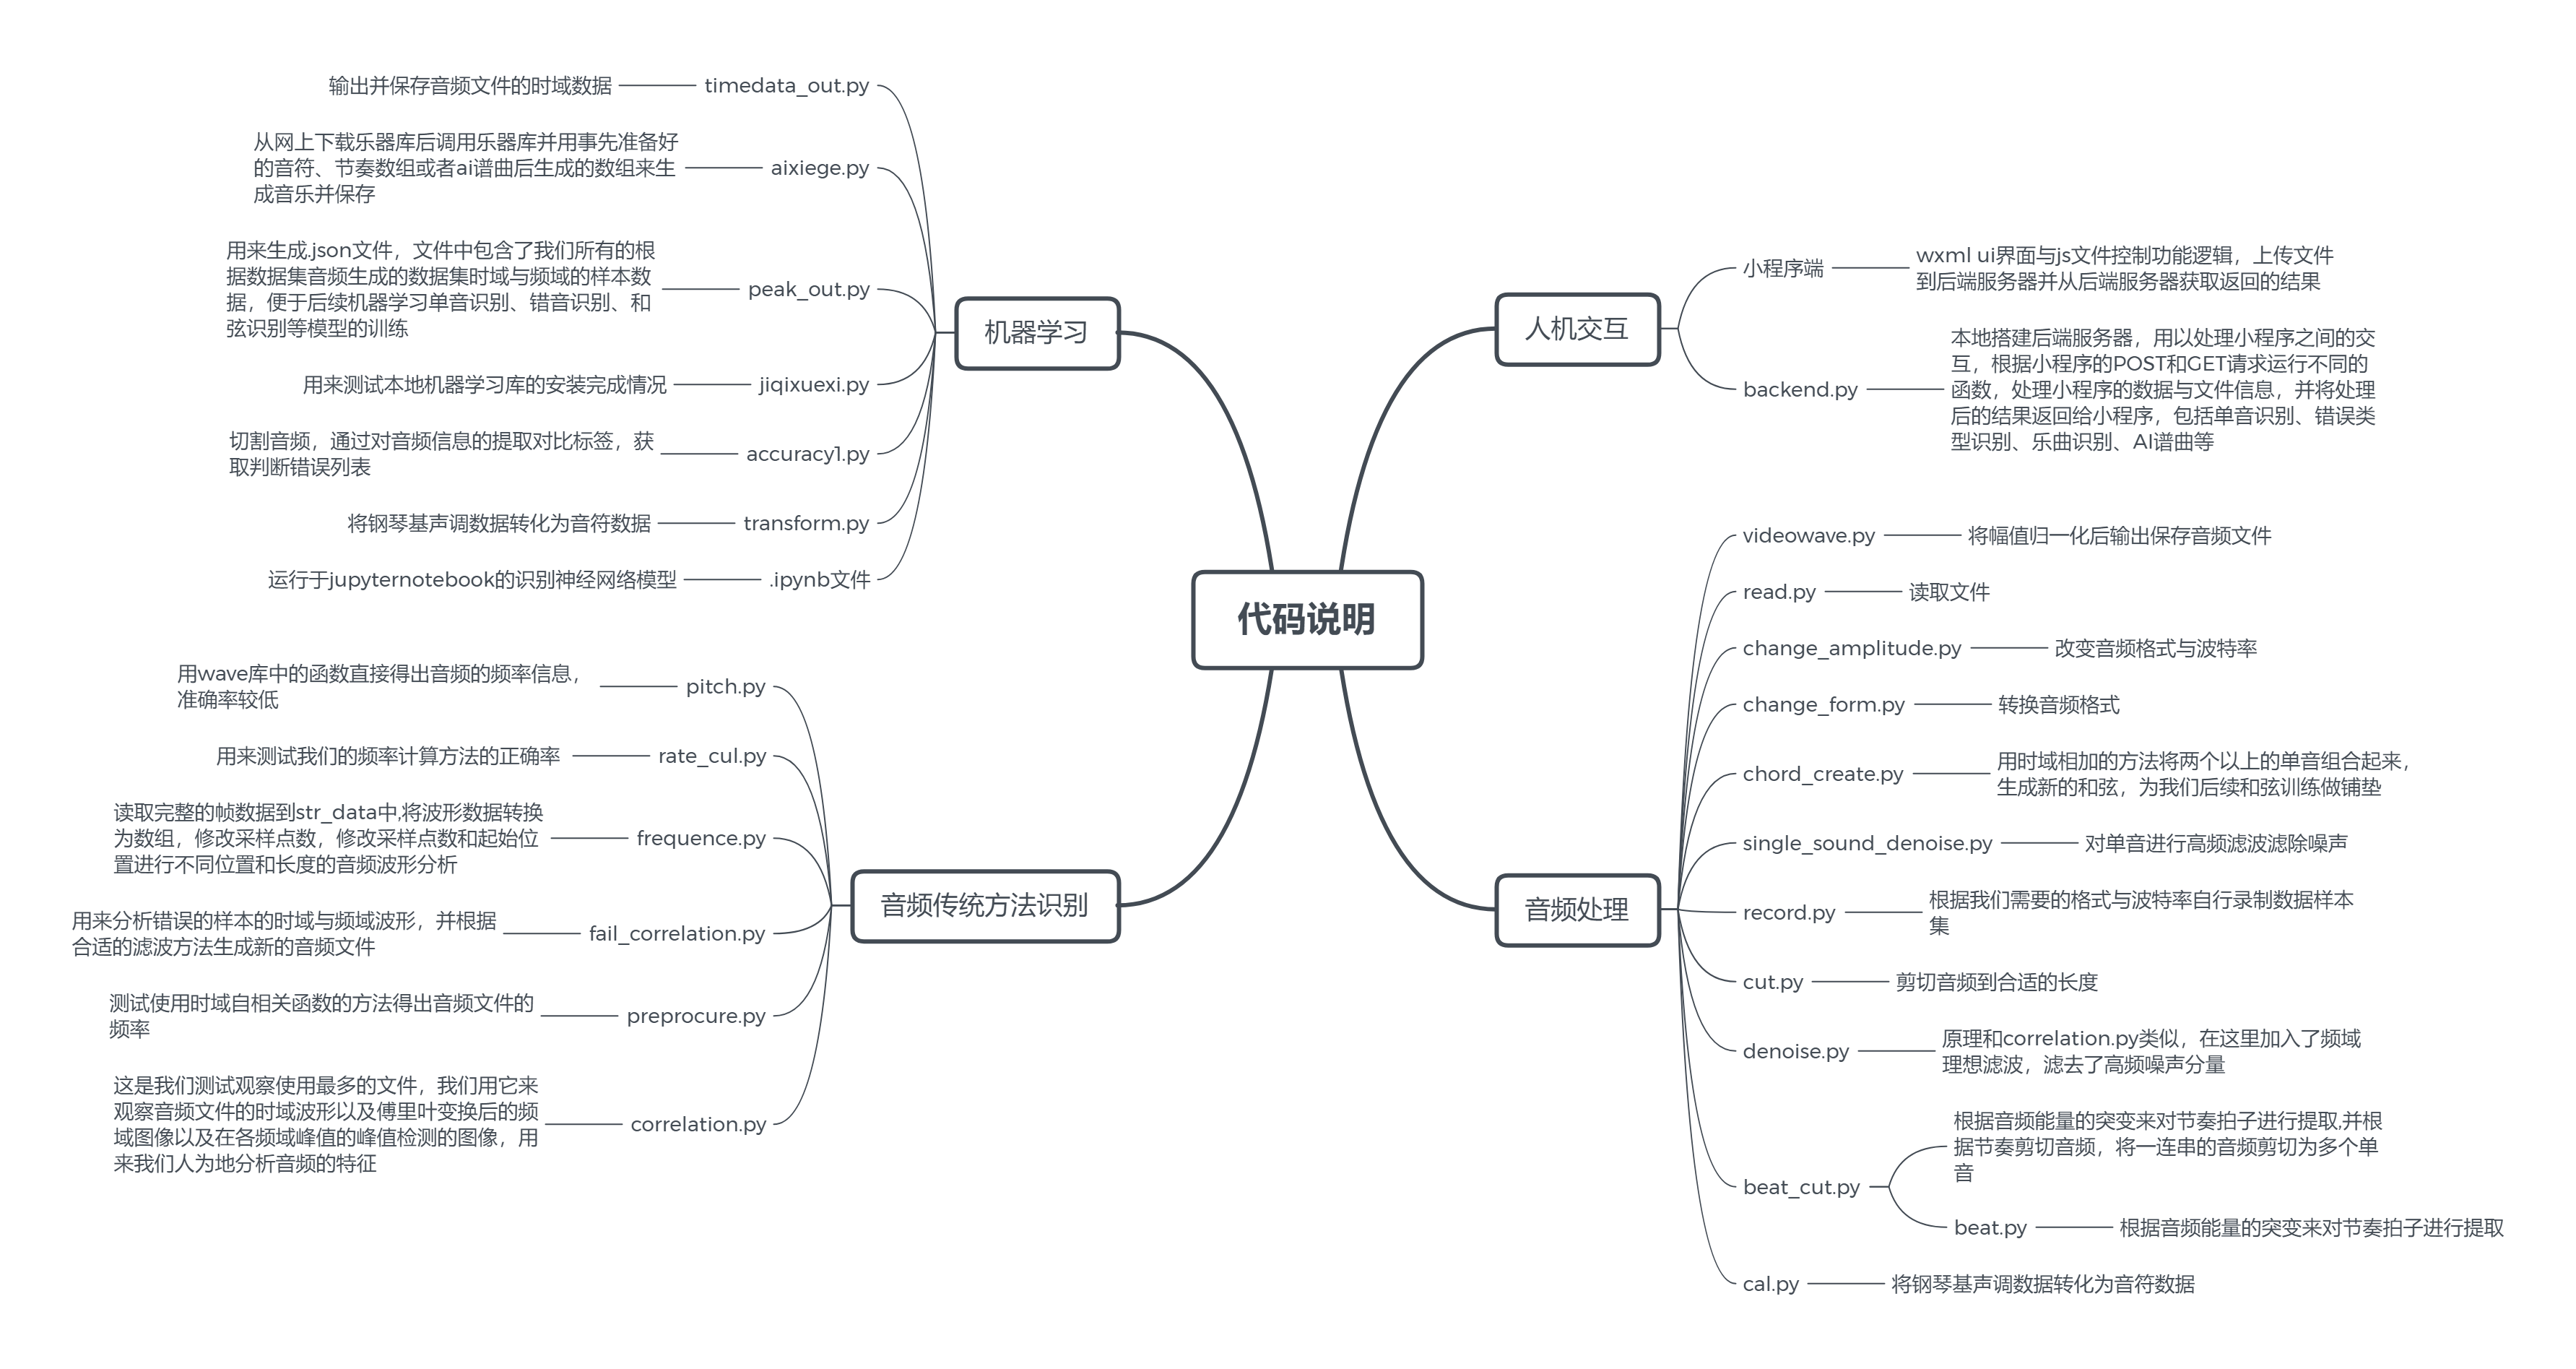 代码说明
机器学习
timedata_out.py
输出并保存音频文件的时域数据
aixiege.py
从网上下载乐器库后调用乐器库并用事先准备好
的音符、节奏数组或者ai谱曲后生成的数组来生
成音乐并保存
peak_out.py
用来生成.json文件，文件中包含了我们所有的根
据数据集音频生成的数据集时域与频域的样本数
据，便于后续机器学习单音识别、错音识别、和
弦识别等模型的训练
jiqixuexi.py
用来测试本地机器学习库的安装完成情况
accuracy1.py
切割音频，通过对音频信息的提取对比标签，获
取判断错误列表
transform.py
将钢琴基声调数据转化为音符数据
.ipynb文件
运行于jupyternotebook的识别神经网络模型
音频传统方法识别
pitch.py
用wave库中的函数直接得出音频的频率信息，
准确率较低
rate_cul.py
用来测试我们的频率计算方法的正确率
frequence.py
读取完整的帧数据到str_data中,将波形数据转换
为数组，修改采样点数，修改采样点数和起始位
置进行不同位置和长度的音频波形分析
fail_correlation.py
用来分析错误的样本的时域与频域波形，并根据
合适的滤波方法生成新的音频文件
preprocure.py
测试使用时域自相关函数的方法得出音频文件的
频率
correlation.py
这是我们测试观察使用最多的文件，我们用它来
观察音频文件的时域波形以及傅里叶变换后的频
域图像以及在各频域峰值的峰值检测的图像，用
来我们人为地分析音频的特征
人机交互
小程序端
wxml ui界面与js文件控制功能逻辑，上传文件
到后端服务器并从后端服务器获取返回的结果
backend.py
本地搭建后端服务器，用以处理小程序之间的交
互，根据小程序的POST和GET请求运行不同的
函数，处理小程序的数据与文件信息，并将处理
后的结果返回给小程序，包括单音识别、错误类
型识别、乐曲识别、AI谱曲等
音频处理
videowave.py
将幅值归一化后输出保存音频文件
read.py
读取文件
change_amplitude.py
改变音频格式与波特率
change_form.py
转换音频格式
chord_create.py
用时域相加的方法将两个以上的单音组合起来，
生成新的和弦，为我们后续和弦训练做铺垫
single_sound_denoise.py
对单音进行高频滤波滤除噪声
record.py
根据我们需要的格式与波特率自行录制数据样本
集
cut.py
剪切音频到合适的长度
denoise.py
原理和correlation.py类似，在这里加入了频域
理想滤波，滤去了高频噪声分量
beat_cut.py
根据音频能量的突变来对节奏拍子进行提取,并根
据节奏剪切音频，将一连串的音频剪切为多个单
音
beat.py
根据音频能量的突变来对节奏拍子进行提取
cal.py
将钢琴基声调数据转化为音符数据